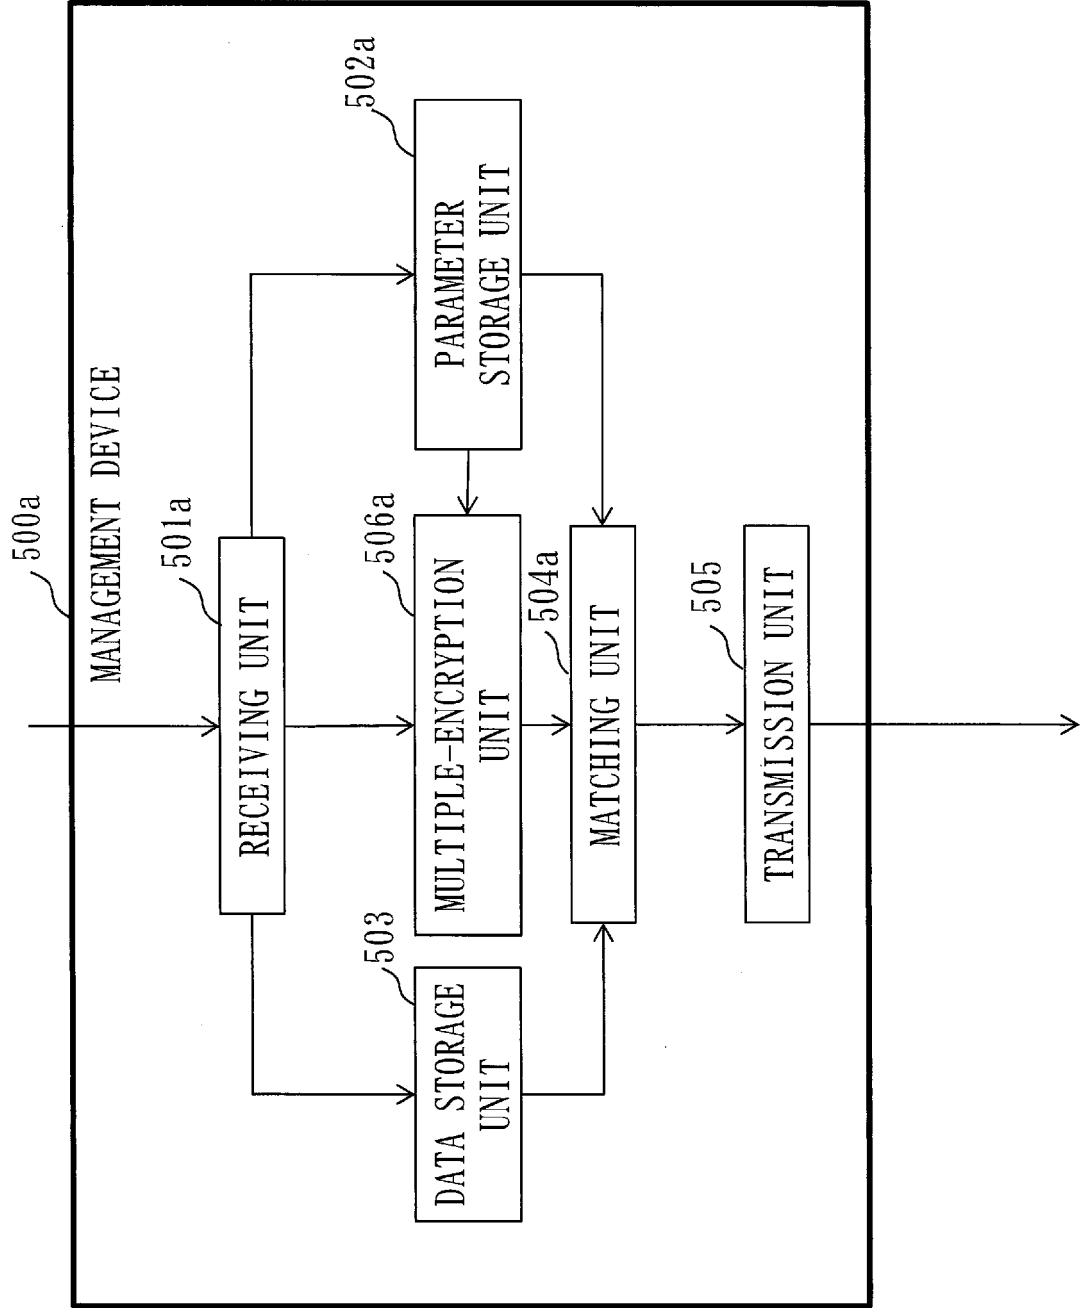 500a
MANAGEMENT DEVICE
501a
RECEIVING UNIT
502a
PARAMETER
STORAGE UNIT
506a
MULTIPLE-ENCRYPTION
UNIT
503
DATA STORAGE
UNIT
504a
MATCHING UNIT
505
TRANSMISSION UNIT